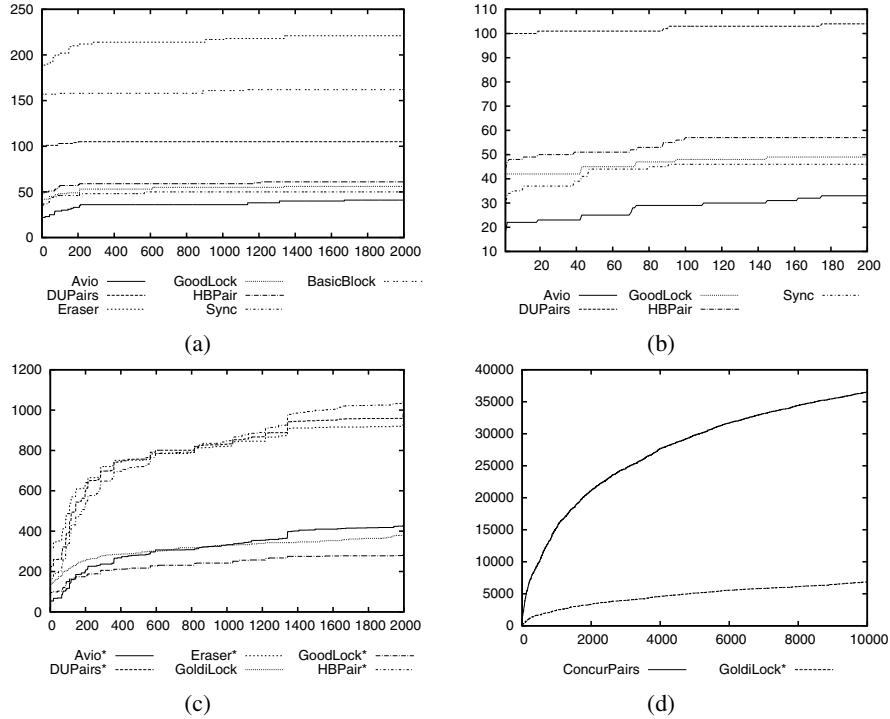 250
200
150
100
50
0
0 200 400 600 800 1000 1200 1400 1600 1800 2000
Avio GoodLock BasicBlock
DUPairs HBPair
Eraser Sync
(a)
110
100
90
80
70
60
50
40
30
20
10
20 40 60 80 100 120 140 160 180 200
Avio GoodLock Sync
DUPairs HBPair
(b)
1200
1000
800
600
400
200
0
0 200 400 600 800 1000 1200 1400 1600 1800 2000
Avio* Eraser* GoodLock*
DUPairs* GoldiLock HBPair*
(c)
40000
35000
30000
25000
20000
15000
10000
5000
0
0 2000 4000 6000 8000 10000
ConcurPairs GoldiLock*
(d)